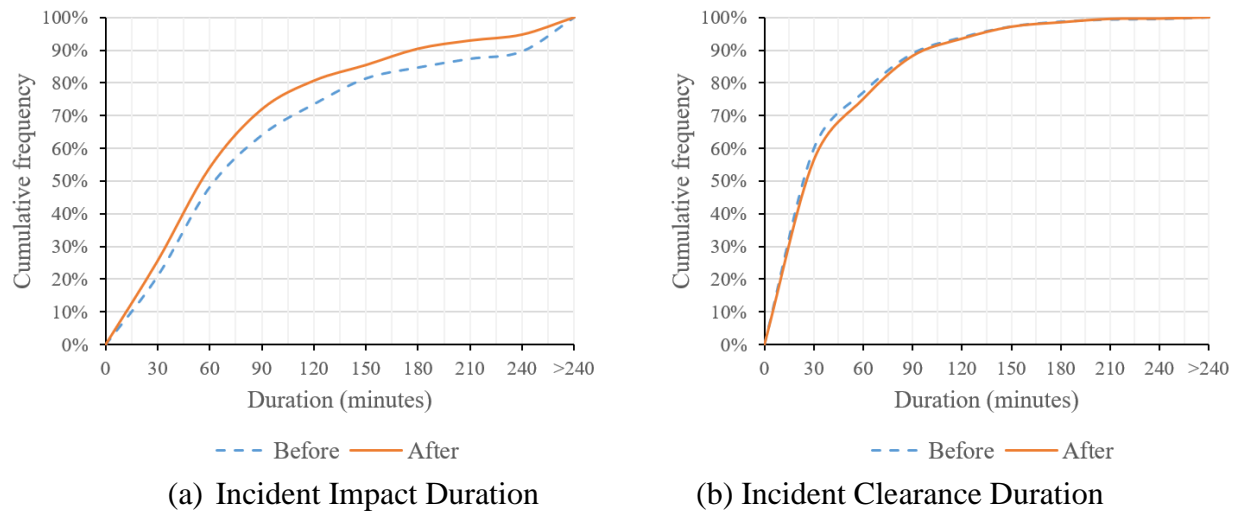 100%
90%
80%
70%
60%
50%
40%
30%
20%
10%
0%
Cumulative frequency
0 30 60 90 120 150 180 210 240 >240
Duration (minutes)
Before After
(a) Incident Impact Duration
100%
90%
80%
70%
60%
50%
40%
30%
20%
10%
0%
Cumulative frequency
0 30 60 90 120 150 180 210 240 >240
Duration (minutes)
Before After
(b) Incident Clearance Duration